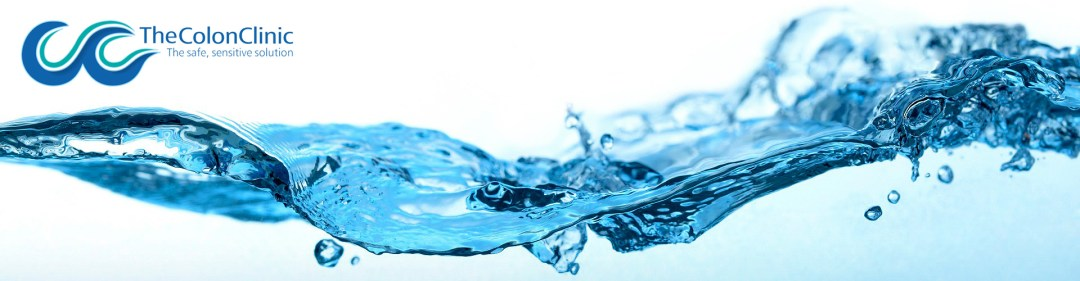 TheColonClinic
The safe, sensitive solution